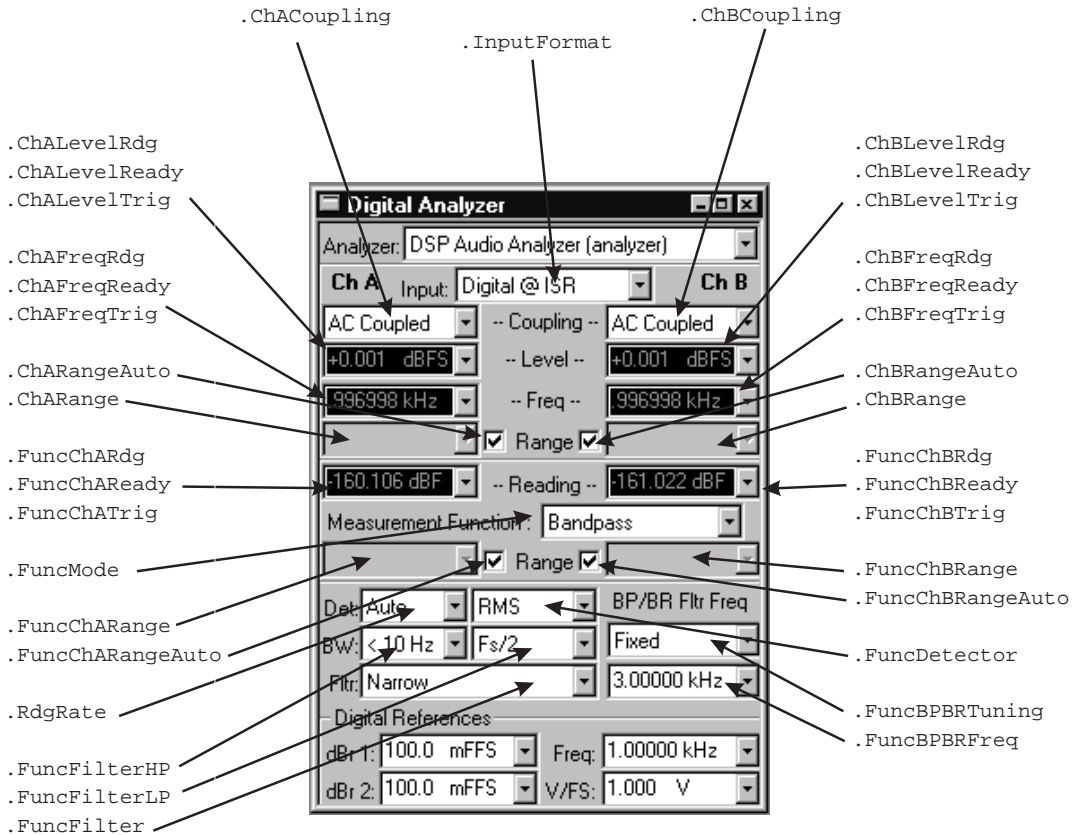 .ChACoupling
.ChBCoupling
.InputFormat
.ChALevelRdg
.ChALevelReady
.ChALevelTrig
.ChAFreqRdg
.ChAFreqReady
.ChAFreqTrig
.ChARangeAuto
.ChARange
.FuncChARdg
.FuncChAReady
.FuncChATrig
.FuncMode
.FuncChARange
.FuncChARangeAuto
.RdgRate
.FuncFilterHP
.FuncFilterLP
.FuncFilter
Digital Analyzer
Analyzer: DSP Audio Analyzer (analyzer)
Ch A Input: Digital @ ISR Ch B
AC Coupled -- Coupling -- AC Coupled
+0.001 dBFS -- Level -- +0.001 dBFS
.996998 kHz -- Freq -- .996998 kHz
Range
-160.106 dBF -- Reading -- -161.022 dBF
Measurement Function : Bandpass
Range
Det: Auto RMS BP/BR Fltr Freq
BW: < 10 Hz Fs/2 Fixed
Fltr: Narrow 3.00000 kHz
Digital References
dBr 1: 100.0 mFFS Freq: 1.00000 kHz
dBr 2: 100.0 mFFS V/FS: 1.000 V
.ChBLevelRdg
.ChBLevelReady
.ChBLevelTrig
.ChBFreqRdg
.ChBFreqReady
.ChBFreqTrig
.ChBRangeAuto
.ChBRange
.FuncChBRdg
.FuncChBReady
.FuncChBTrig
.FuncChBRange
.FuncChBRangeAuto
.FuncDetector
.FuncBPBRTuning
.FuncBPBRFreq